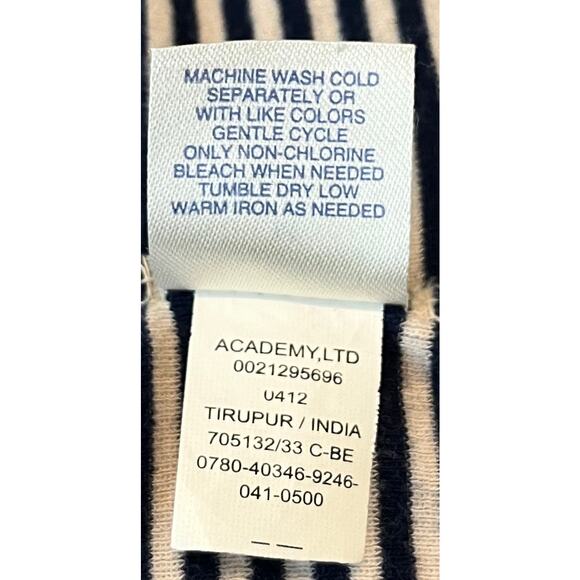 MACHINE WASH COLD
SEPARATELY OR
WITH LIKE COLORS
GENTLE CYCLE
ONLY NON-CHLORINE
BLEACH WHEN NEEDED
TUMBLE DRY LOW
WARM IRON AS NEEDED
ACADEMY,LTD
0021295696
0412
TIRUPUR / INDIA
705132/33 C-BE
0780-40346-9246-
041-0500